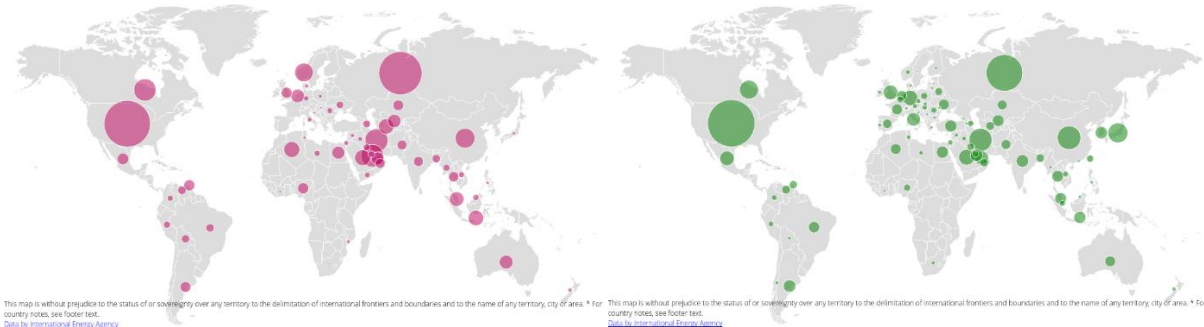 This map is without prejudice to the status of or sovereignty over any territory to the delimitation of international frontiers and boundaries and to the name of any territory, city or area. * For
country notes, see footer text.
Data by International Energy Agency
This map is without prejudice to the status of or sovereignty over any territory to the delimitation of international frontiers and boundaries and to the name of any territory, city or area. * Fo
country notes, see footer text.
Data by International Energy Agency